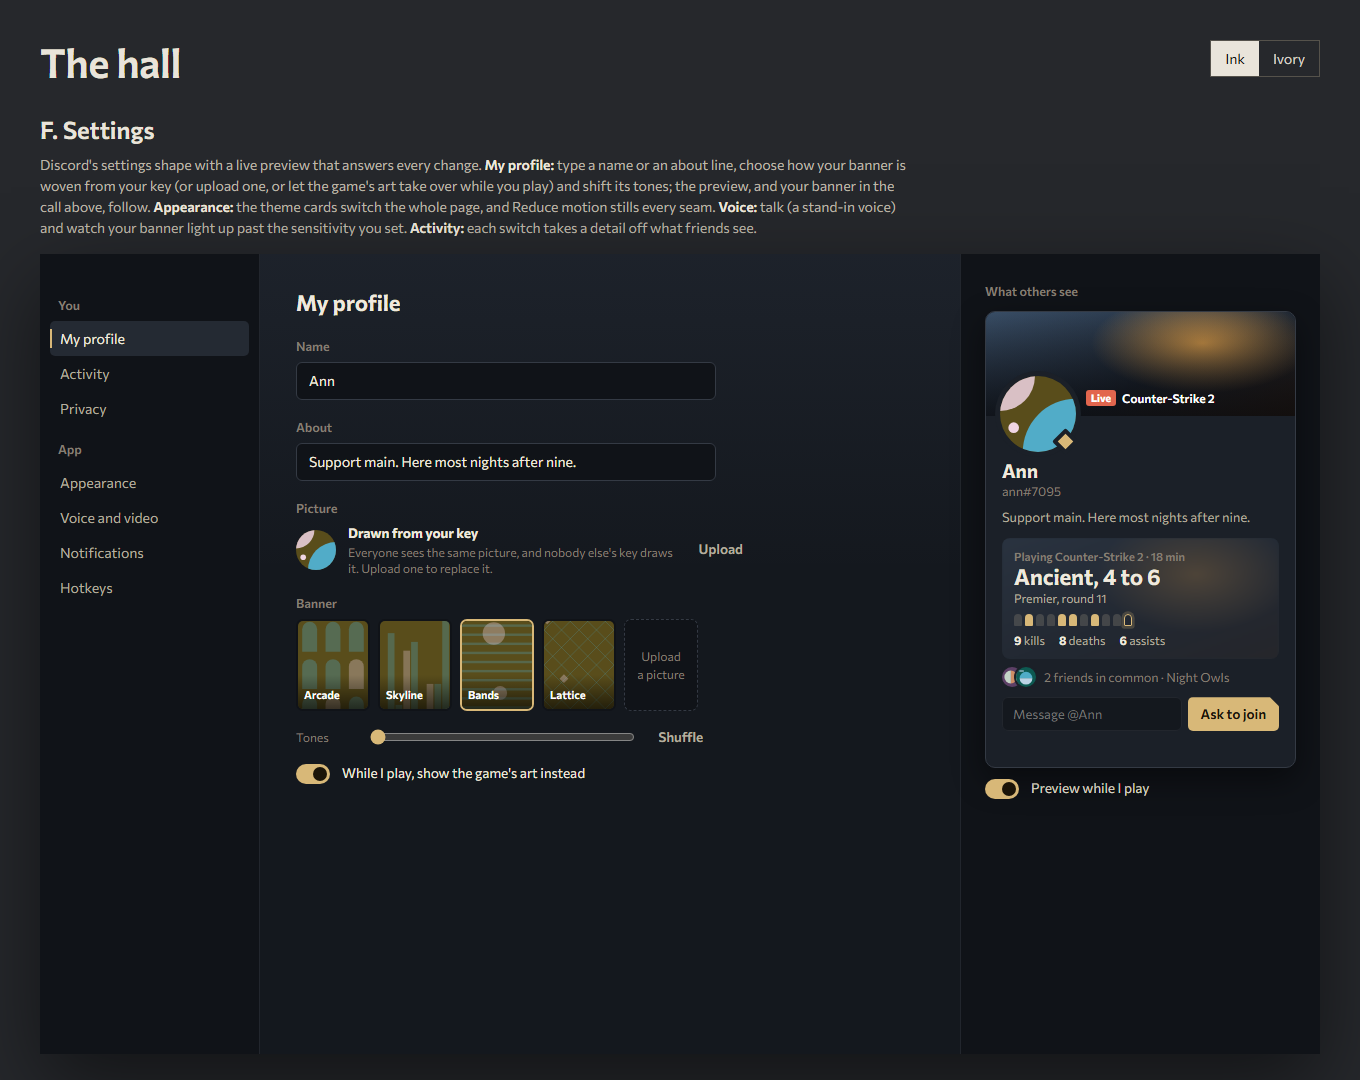 The hall
Ink
Ivory
F. Settings
Discord's settings shape with a live preview that answers every change. My profile: type a name or an about line, choose how your banner is
woven from your key (or upload one, or let the game's art take over while you play) and shift its tones; the preview, and your banner in the
call above, follow. Appearance: the theme cards switch the whole page, and Reduce motion stills every seam. Voice: talk (a stand-in voice)
and watch your banner light up past the sensitivity you set. Activity: each switch takes a detail off what friends see.
You
My profile
Activity
Privacy
App
Appearance
Voice and video
Notifications
Hotkeys
My profile
Name
Ann
About
Support main. Here most nights after nine.
Picture
Drawn from your key
Everyone sees the same picture, and nobody else's key draws
it. Upload one to replace it.
Upload
Banner
Arcade
Skyline
Bands
Lattice
Upload
a picture
Tones
Shuffle
While I play, show the game's art instead
What others see
Live
Counter-Strike 2
Ann
ann#7095
Support main. Here most nights after nine.
Playing Counter-Strike 2 · 18 min
Ancient, 4 to 6
Premier, round 11
9 kills
8 deaths
6 assists
2 friends in common · Night Owls
Message @Ann
Ask to join
Preview while I play